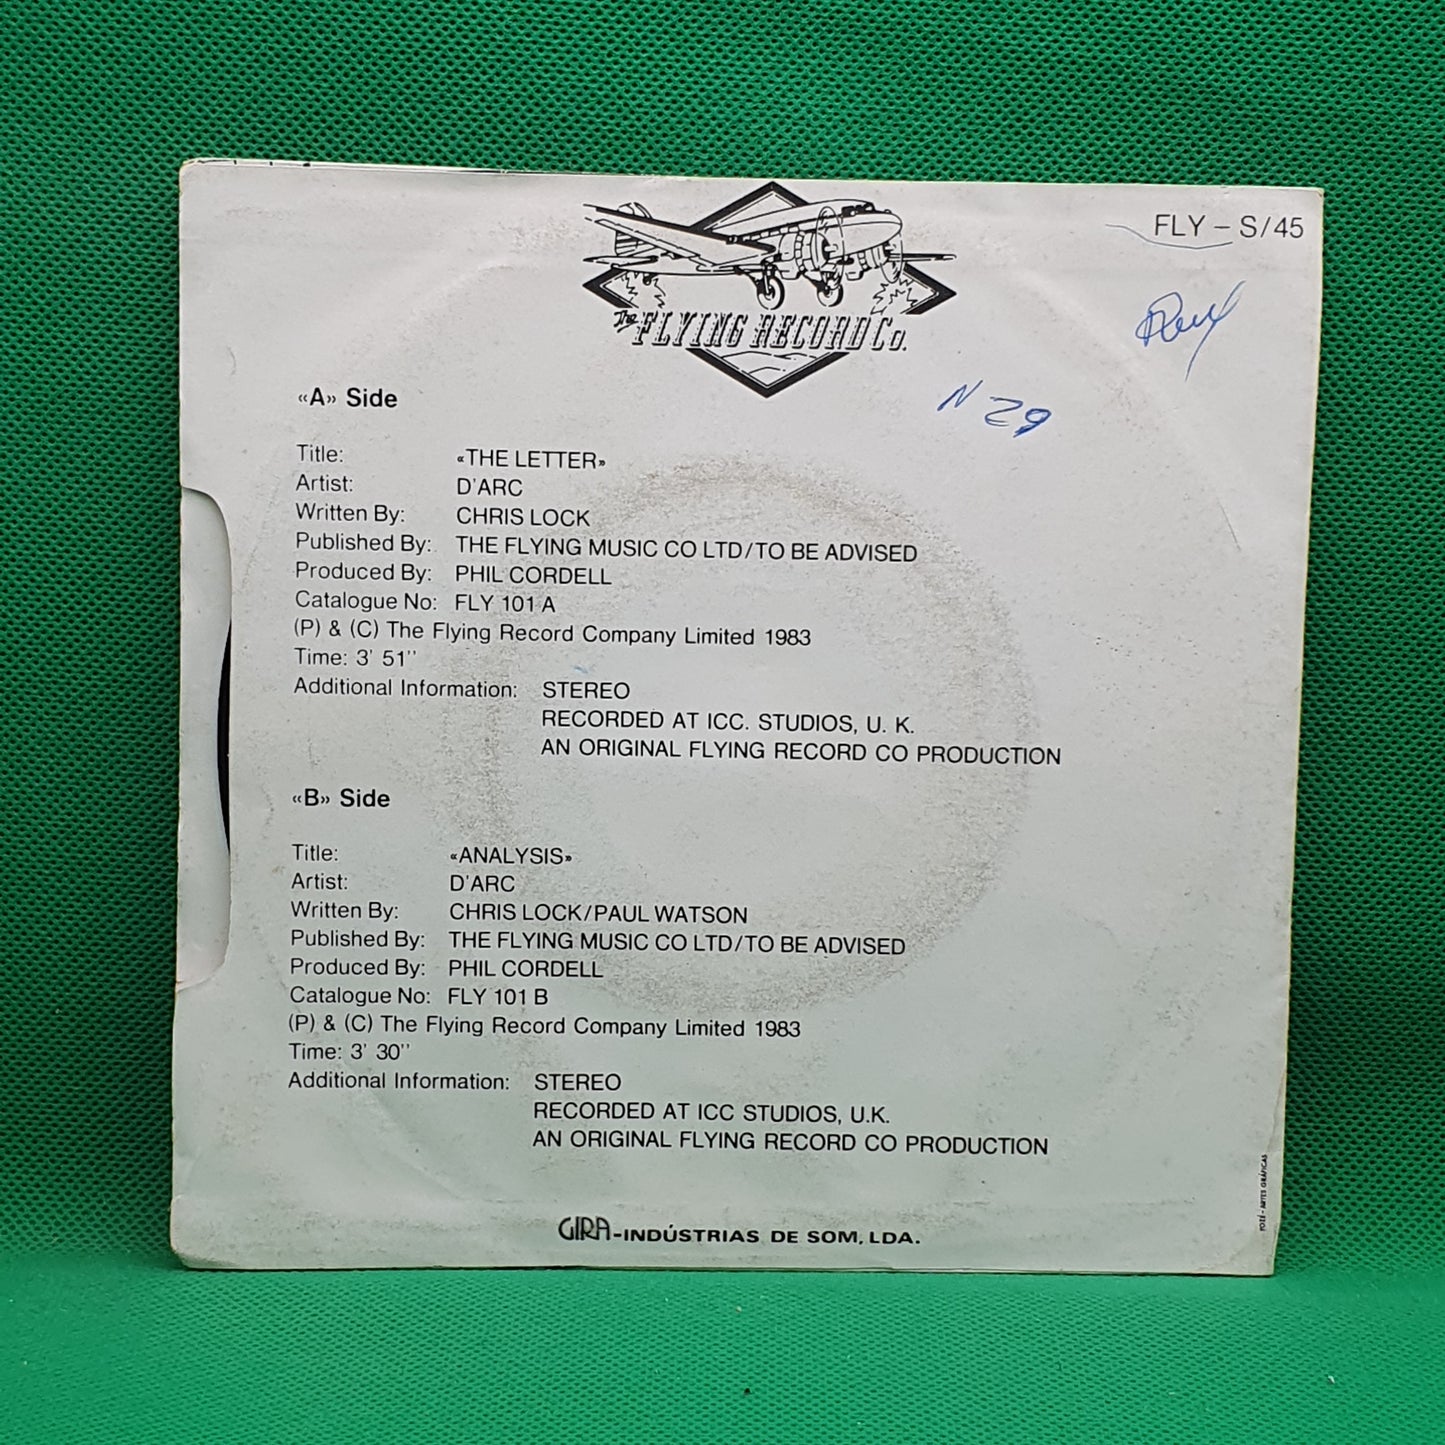 FLY – S/45
The FLYING RECORD Co.
N 29
«A» Side
Title: «THE LETTER»
Artist: D'ARC
Written By: CHRIS LOCK
Published By: THE FLYING MUSIC CO LTD/TO BE ADVISED
Produced By: PHIL CORDELL
Catalogue No: FLY 101 A
(P) & (C) The Flying Record Company Limited 1983
Time: 3' 51''
Additional Information: STEREO
RECORDED AT ICC. STUDIOS, U. K.
AN ORIGINAL FLYING RECORD CO PRODUCTION
«B» Side
Title: «ANALYSIS»
Artist: D'ARC
Written By: CHRIS LOCK/PAUL WATSON
Published By: THE FLYING MUSIC CO LTD/TO BE ADVISED
Produced By: PHIL CORDELL
Catalogue No: FLY 101 B
(P) & (C) The Flying Record Company Limited 1983
Time: 3' 30''
Additional Information: STEREO
RECORDED AT ICC STUDIOS, U.K.
AN ORIGINAL FLYING RECORD CO PRODUCTION
GIRA-INDÚSTRIAS DE SOM, LDA.
- ARTES GRÁFICAS